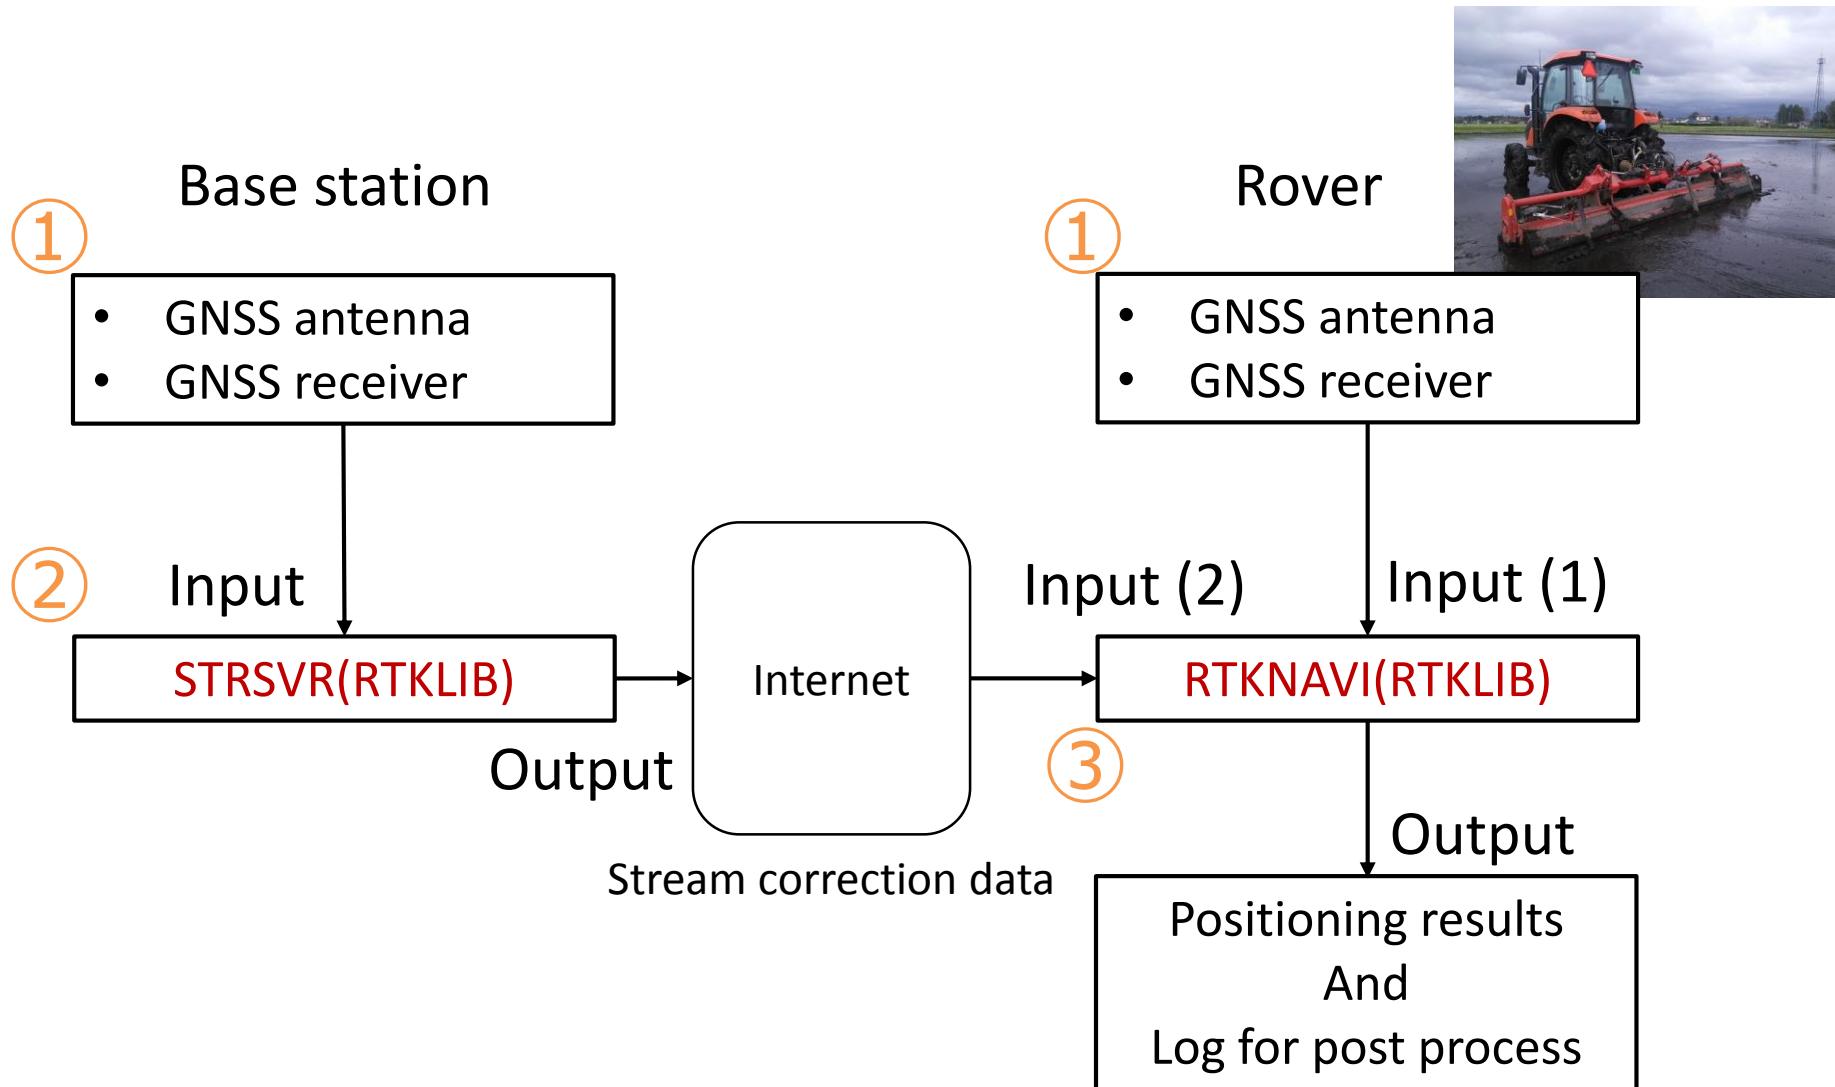 Base station
①
• GNSS antenna
• GNSS receiver
② Input
STRSVR(RTKLIB)
Output
Internet
Stream correction data
Rover
①
• GNSS antenna
• GNSS receiver
Input (2)
Input (1)
RTKNAVI(RTKLIB)
③
Output
Positioning results
And
Log for post process